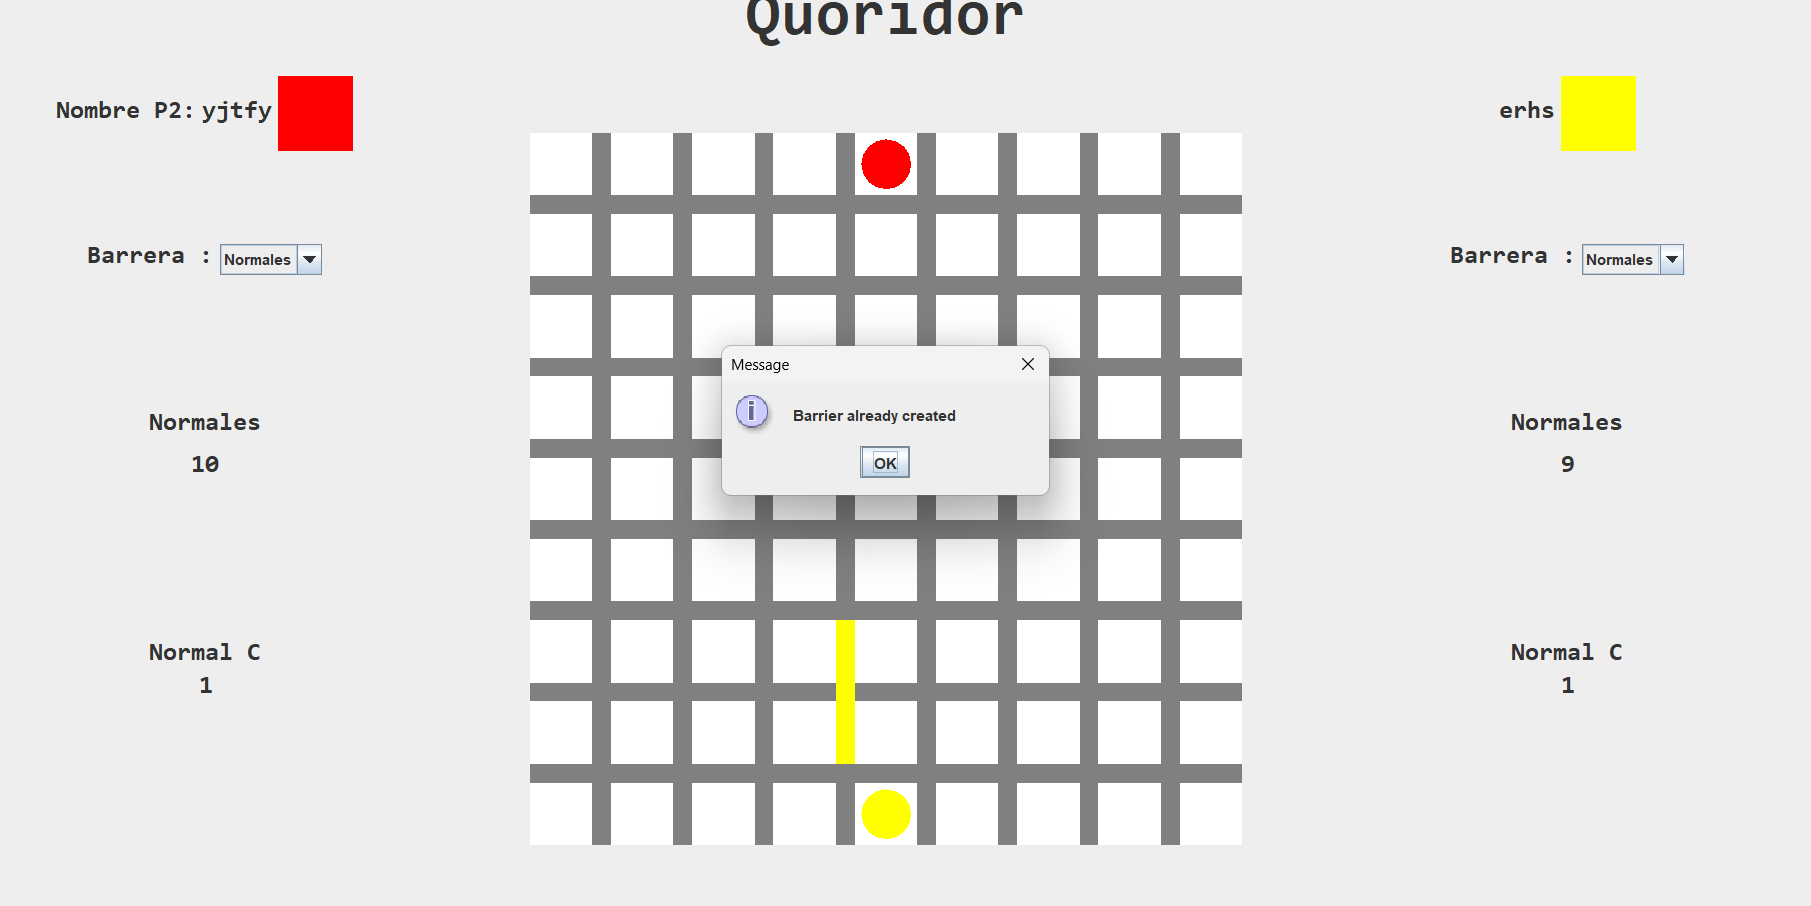 Quoridor
Nombre P2: yjtfy
erhs
Barrera : Normales
Barrera : Normales
Message
Barrier already created
OK
Normales
10
Normales
9
Normal C
1
Normal C
1